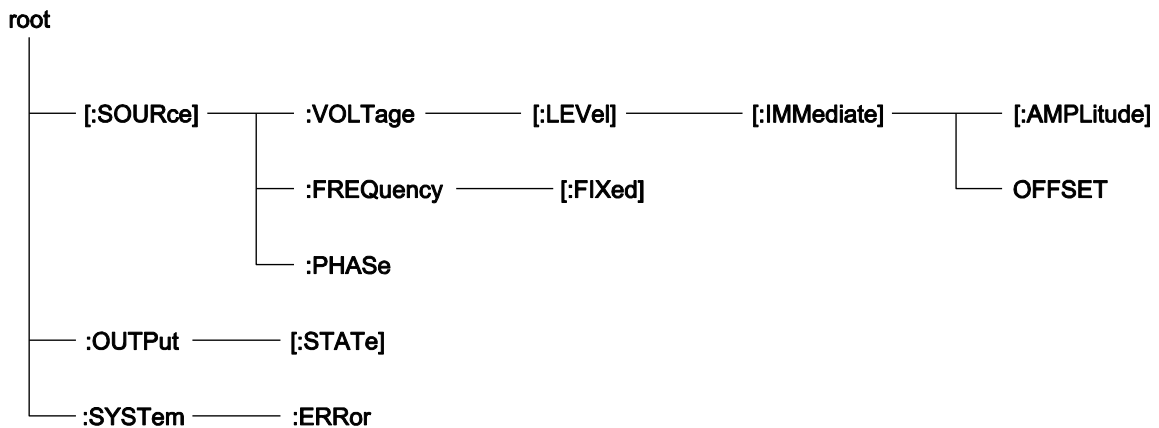 root
[:SOURce] :VOLTage [:LEVel] [:IMMediate] [:AMPLitude]
:FREQuency [:FIXed] OFFSET
:PHASe
:OUTPut [:STATe]
:SYSTem :ERRor